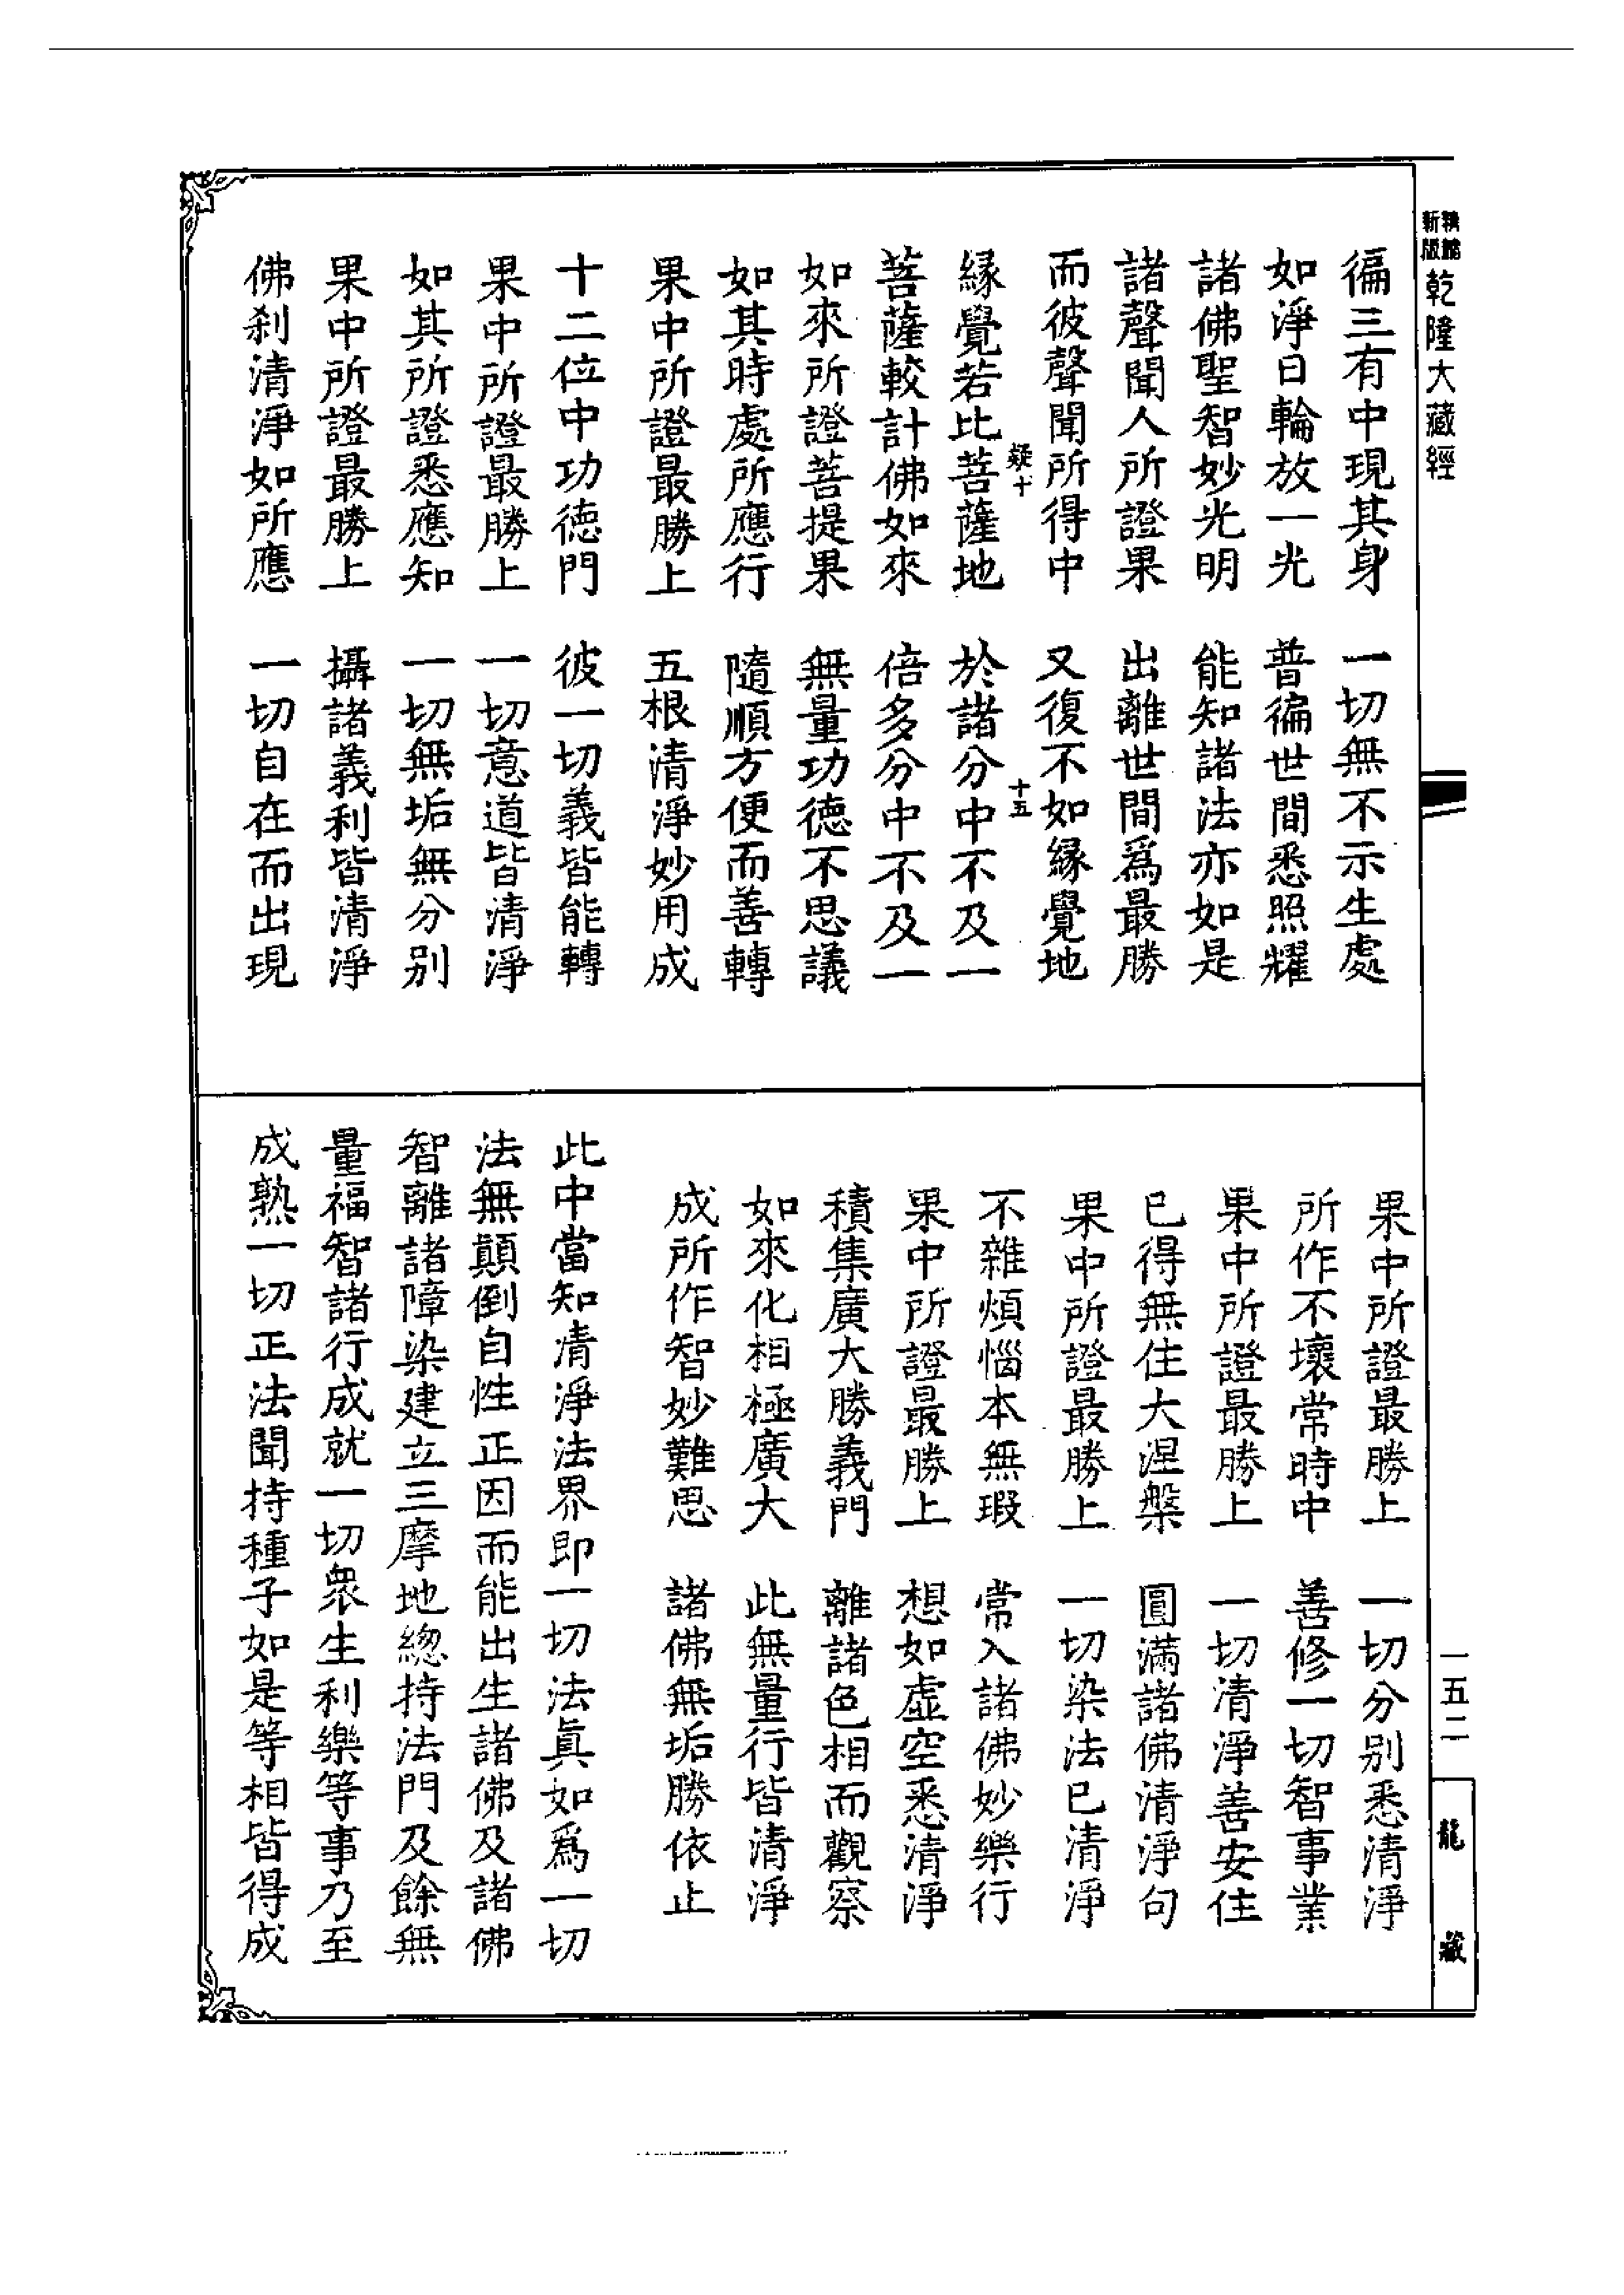 新版
精縮
乾隆大藏經
徧三有中現其身　一切無不示生處
如淨日輪放一光　普徧世間悉照耀
諸佛聖智妙光明　能知諸法亦如是
諸聲聞人所證果　出離世間爲最勝
而彼聲聞所得中　又復不如緣覺地
疑十　十五
緣覺若比菩薩地　於諸分中不及一
菩薩較計佛如來　倍多分中不及一
如來所證菩提果　無量功德不思議
如其時處所應行　隨順方便而善轉
果中所證最勝上　五根清淨妙用成
十二位中功德門　彼一切義皆能轉
果中所證最勝上　一切意道皆清淨
如其所證悉應知　一切無垢無分别
果中所證最勝上　攝諸義利皆清淨
佛刹清淨如所應　一切自在而出現
果中所證最勝上　一切分别悉清淨
所作不壞常時中　善修一切智事業
果中所證最勝上　一切清淨善安住
已得無住大涅槃　圓滿諸佛清淨句
果中所證最勝上　一切染法已清淨
不雜煩惱本無瑕　常入諸佛妙樂行
果中所證最勝上　想如虛空悉清淨
積集廣大勝義門　離諸色相而觀察
如來化相極廣大　此無量行皆清淨
成所作智妙難思　諸佛無垢勝依止
此中當知清淨法界即一切法眞如爲一切
法無顛倒自性正因而能出生諸佛及諸佛
智離諸障染建立三摩地總持法門及餘無
量福智諸行成就一切衆生利樂等事乃至
成熟一切正法聞持種子如是等相皆得成
一五二
龍藏